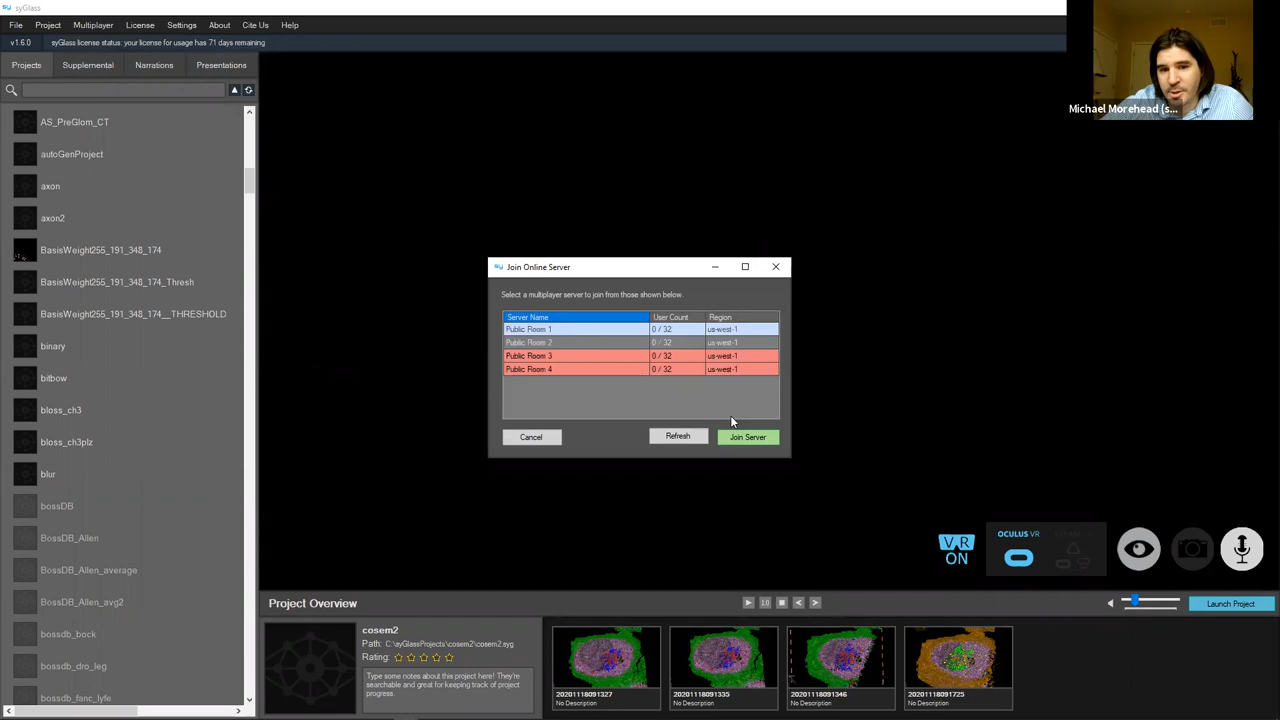 syGlass
File Project Multiplayer License Settings About Cite Us Help
v1.6.0 syGlass license status: your license for usage has 71 days remaining
Projects Supplemental Narrations Presentations
AS_PreGlom_CT
autoGenProject
axon
axon2
BasisWeight255_191_348_174
BasisWeight255_191_348_174_Thresh
BasisWeight255_191_348_174__THRESHOLD
binary
bitbow
bloss_ch3
bloss_ch3plz
blur
bossDB
BossDB_Allen
BossDB_Allen_average
BossDB_Allen_avg2
bossdb_bock
bossdb_dro_leg
bossdb_fanc_lyfe
Michael Morehead (s...
Join Online Server
Select a multiplayer server to join from those shown below.
Server Name User Count Region
Public Room 1 0 / 32 us-west-1
Public Room 2 0 / 32 us-west-1
Public Room 3 0 / 32 us-west-1
Public Room 4 0 / 32 us-west-1
Cancel Refresh Join Server
VR ON
OCULUS VR
Project Overview
1.0
Launch Project
cosem2
Path: C:\syGlassProjects\cosem2\cosem2.syg
Rating:
Type some notes about this project here! They're
searchable and great for keeping track of project
progress.
20201118091327
No Description
20201118091335
No Description
20201118091346
No Description
20201118091725
No Description